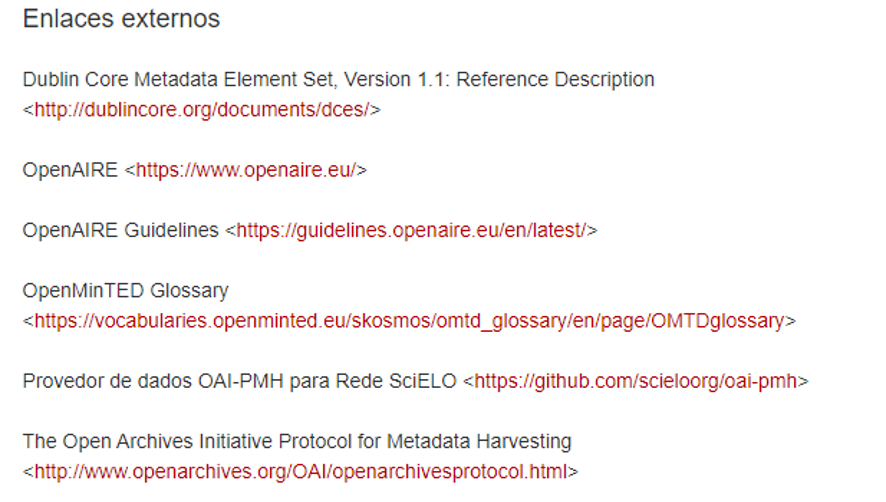 Enlaces externos
Dublin Core Metadata Element Set, Version 1.1: Reference Description
<http://dublincore.org/documents/dces/>
OpenAIRE <https://www.openaire.eu/>
OpenAIRE Guidelines <https://guidelines.openaire.eu/en/latest/>
OpenMinTED Glossary
<https://vocabularies.openminted.eu/skosmos/omtd_glossary/en/page/OMTDglossary>
Provedor de dados OAI-PMH para Rede SciELO <https://github.com/scieloorg/oai-pmh>
The Open Archives Initiative Protocol for Metadata Harvesting
<http://www.openarchives.org/OAI/openarchivesprotocol.html>